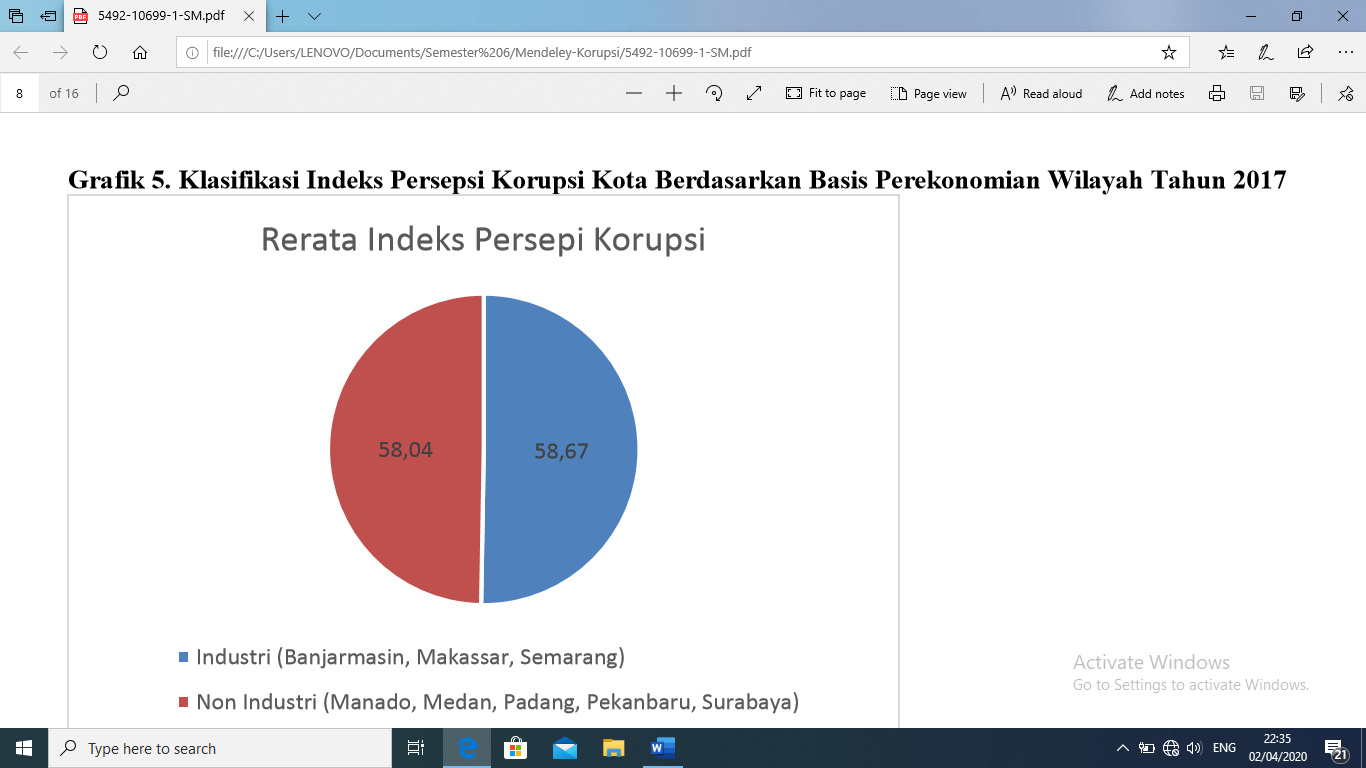 5492-10699-1-SM.pdf
file:///C:/Users/LENOVO/Documents/Semester%206/Mendeley-Korupsi/5492-10699-1-SM.pdf
8 of 16 Fit to page Page view Read aloud Add notes
Grafik 5. Klasifikasi Indeks Persepsi Korupsi Kota Berdasarkan Basis Perekonomian Wilayah Tahun 2017
Rerata Indeks Persepi Korupsi
58,04 58,67
Industri (Banjarmasin, Makassar, Semarang)
Non Industri (Manado, Medan, Padang, Pekanbaru, Surabaya)
Activate Windows
Go to Settings to activate Windows.
Type here to search
ENG
22:35
02/04/2020
21